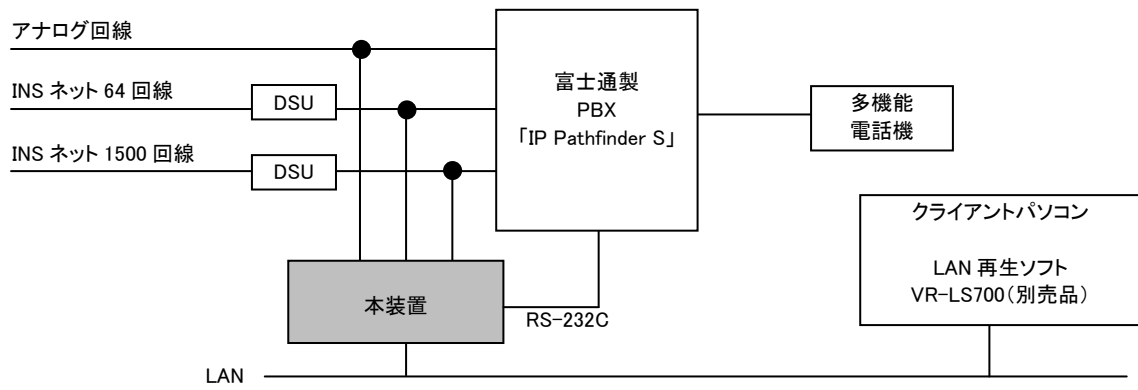 アナログ回線
INS ネット 64 回線
DSU
INS ネット 1500 回線
DSU
富士通製
PBX
「IP Pathfinder S」
多機能
電話機
クライアントパソコン
LAN 再生ソフト
VR-LS700(別売品)
本装置
RS-232C
LAN